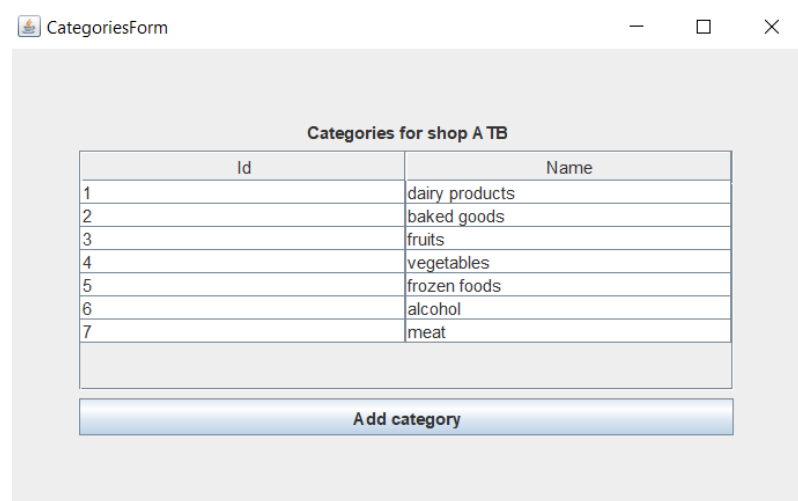 CategoriesForm
Categories for shop ATB
Id Name
1 dairy products
2 baked goods
3 fruits
4 vegetables
5 frozen foods
6 alcohol
7 meat
Add category